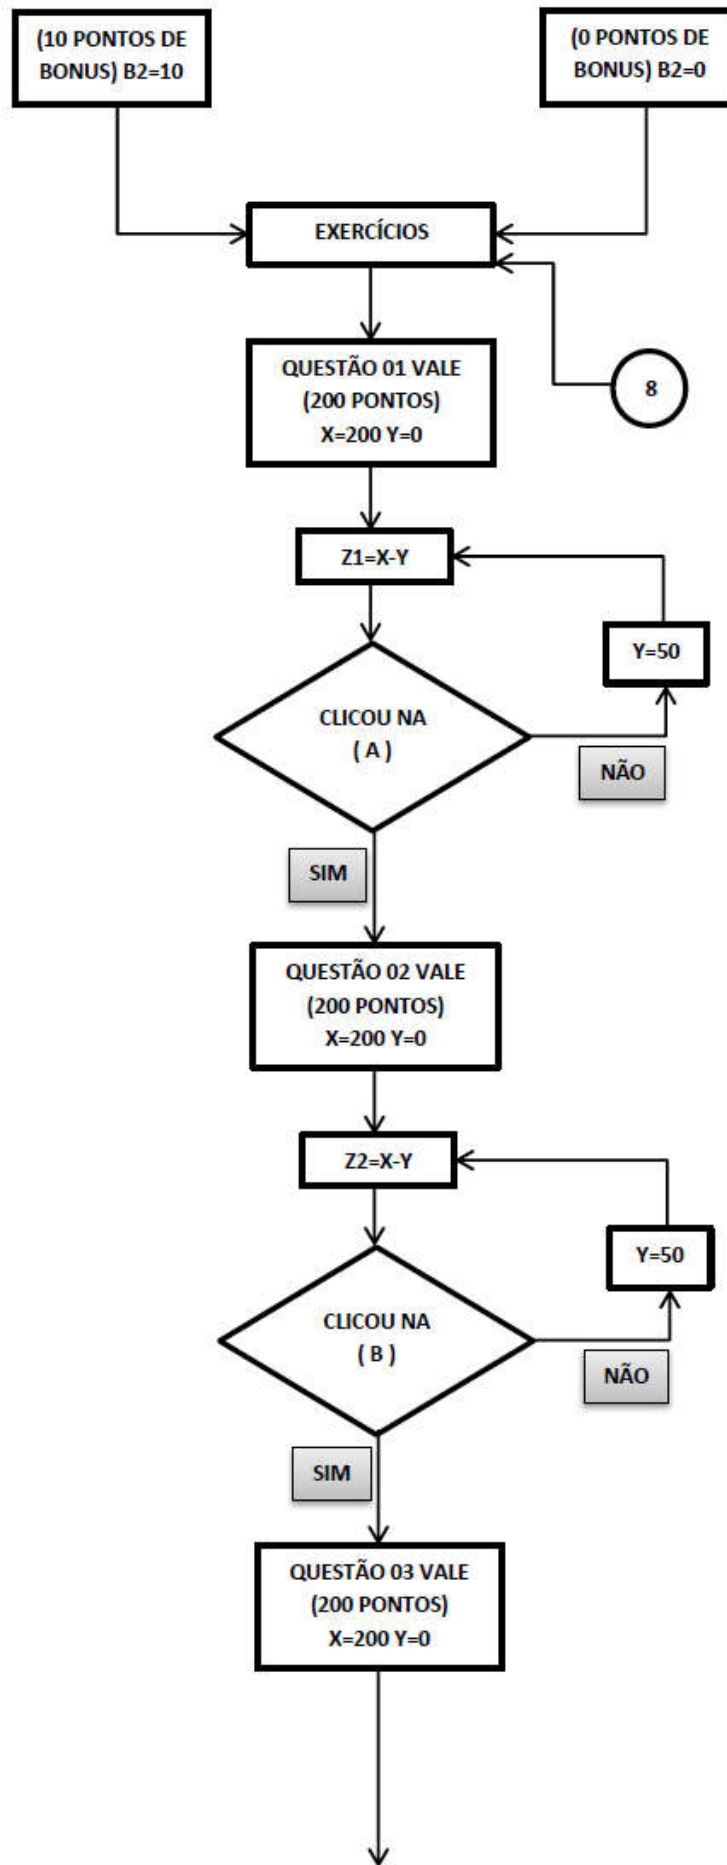 (10 PONTOS DE
BONUS) B2=10
(0 PONTOS DE
BONUS) B2=0
EXERCÍCIOS
QUESTÃO 01 VALE
(200 PONTOS)
X=200 Y=0
8
Z1=X-Y
Y=50
CLICOU NA
( A )
NÃO
SIM
QUESTÃO 02 VALE
(200 PONTOS)
X=200 Y=0
Z2=X-Y
Y=50
CLICOU NA
( B )
NÃO
SIM
QUESTÃO 03 VALE
(200 PONTOS)
X=200 Y=0